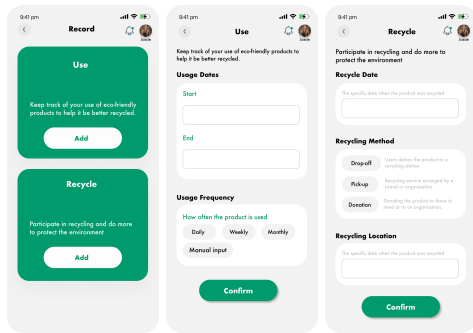 9:41 pm
Record
Jessie
Use
Keep track of your use of eco-friendly
products to help it be better recycled.
Add
Recycle
Participate in recycling and do more
to protect the environment
Add
9:41 pm
Use
Jessie
Keep track of your use of eco-friendly products to
help it be better recycled.
Usage Dates
Start
End
Usage Frequency
How often the product is used
Daily
Weekly
Monthly
Manual input
Confirm
9:41 pm
Recycle
Jessie
Participate in recycling and do more to
protect the environment
Recycle Date
The specific date when the product was recycled.
Recycling Method
Drop-off
Users deliver the product to a
recycling station.
Pick-up
Recycling service arranged by a
brand or organization.
Donation
Donating the product to those in
need or to an organization.
Recycling Location
The specific date when the product was recycled.
Confirm